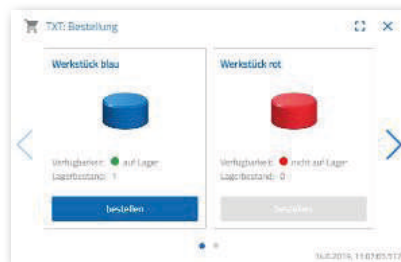 TXT: Bestellung
Werkstück blau
Verfügbarkeit: auf Lager
Lagerbestand: 1
bestellen
Werkstück rot
Verfügbarkeit: nicht auf Lager
Lagerbestand: 0
bestellen